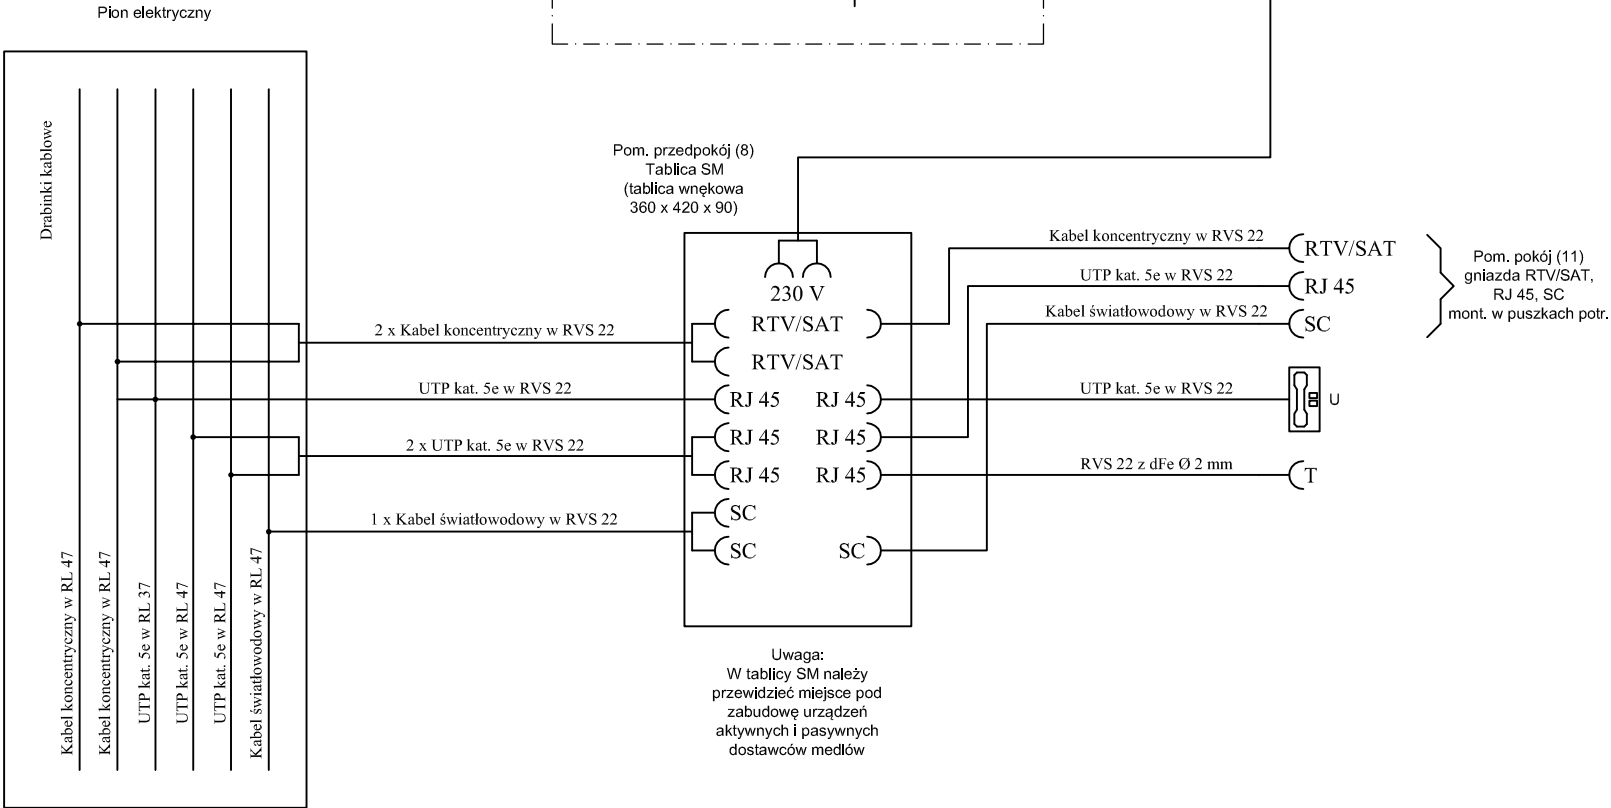 Pion elektryczny
Drabinki kablowe
Kabel koncentryczny w RL 47
Kabel koncentryczny w RL 47
UTP kat. 5e w RL 37
UTP kat. 5e w RL 47
UTP kat. 5e w RL 47
Kabel światłowodowy w RL 47
2 x Kabel koncentryczny w RVS 22
UTP kat. 5e w RVS 22
2 x UTP kat. 5e w RVS 22
1 x Kabel światłowodowy w RVS 22
Pom. przedpokój (8)
Tablica SM
(tablica wnękowa
360 x 420 x 90)
230 V
RTV/SAT
RTV/SAT
RJ 45 RJ 45
RJ 45 RJ 45
RJ 45 RJ 45
SC
SC SC
Uwaga:
W tablicy SM należy
przewidzieć miejsce pod
zabudowę urządzeń
aktywnych i pasywnych
dostawców mediów
Kabel koncentryczny w RVS 22
RTV/SAT
UTP kat. 5e w RVS 22
RJ 45
Kabel światłowodowy w RVS 22
SC
Pom. pokój (11)
gniazda RTV/SAT,
RJ 45, SC
mont. w puszkach potr.
UTP kat. 5e w RVS 22
U
RVS 22 z dFe Ø 2 mm
T